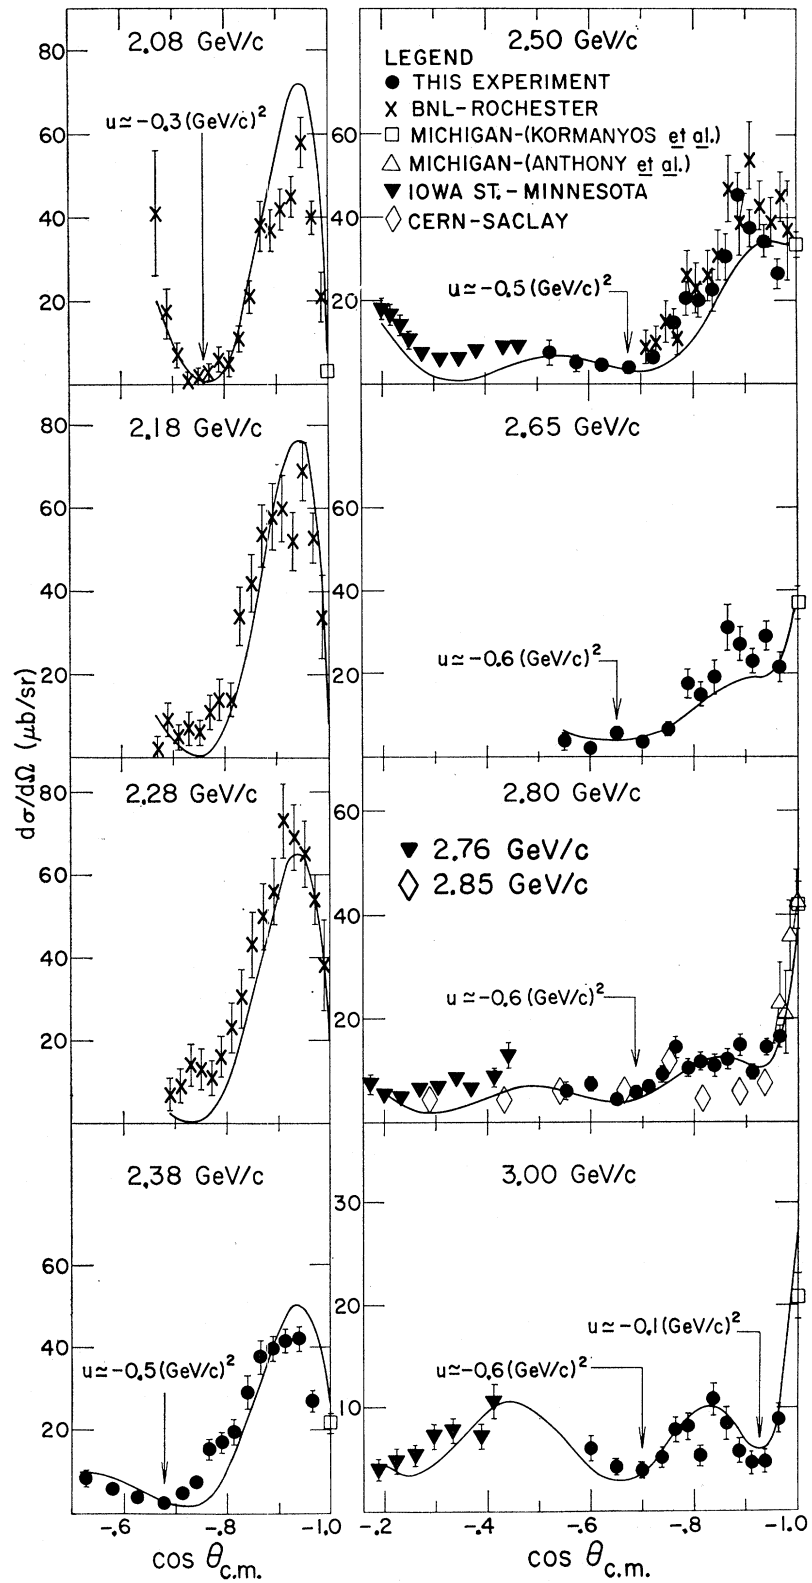 2.08 GeV/c
80
60
40
20
u≃-0.3(GeV/c)²
2.50 GeV/c
LEGEND
● THIS EXPERIMENT
x BNL-ROCHESTER
□ MICHIGAN-(KORMANYOS et al.)
△ MICHIGAN-(ANTHONY et al.)
▼ IOWA ST.-MINNESOTA
◇ CERN-SACLAY
60
40
20
u≃-0.5(GeV/c)²
2.18 GeV/c
80
60
40
20
2.65 GeV/c
60
40
20
u≃-0.6(GeV/c)²
dσ/dΩ (μb/sr)
2.28 GeV/c
80
60
40
20
2.80 GeV/c
▼ 2.76 GeV/c
◇ 2.85 GeV/c
60
40
20
u≃-0.6(GeV/c)²
2.38 GeV/c
60
40
20
u≃-0.5(GeV/c)²
-.6 -.8 -1.0
cos θc.m.
3.00 GeV/c
30
20
10
u≃-0.1(GeV/c)²
u≃-0.6(GeV/c)²
-.2 -.4 -.6 -.8 -1.0
cos θc.m.